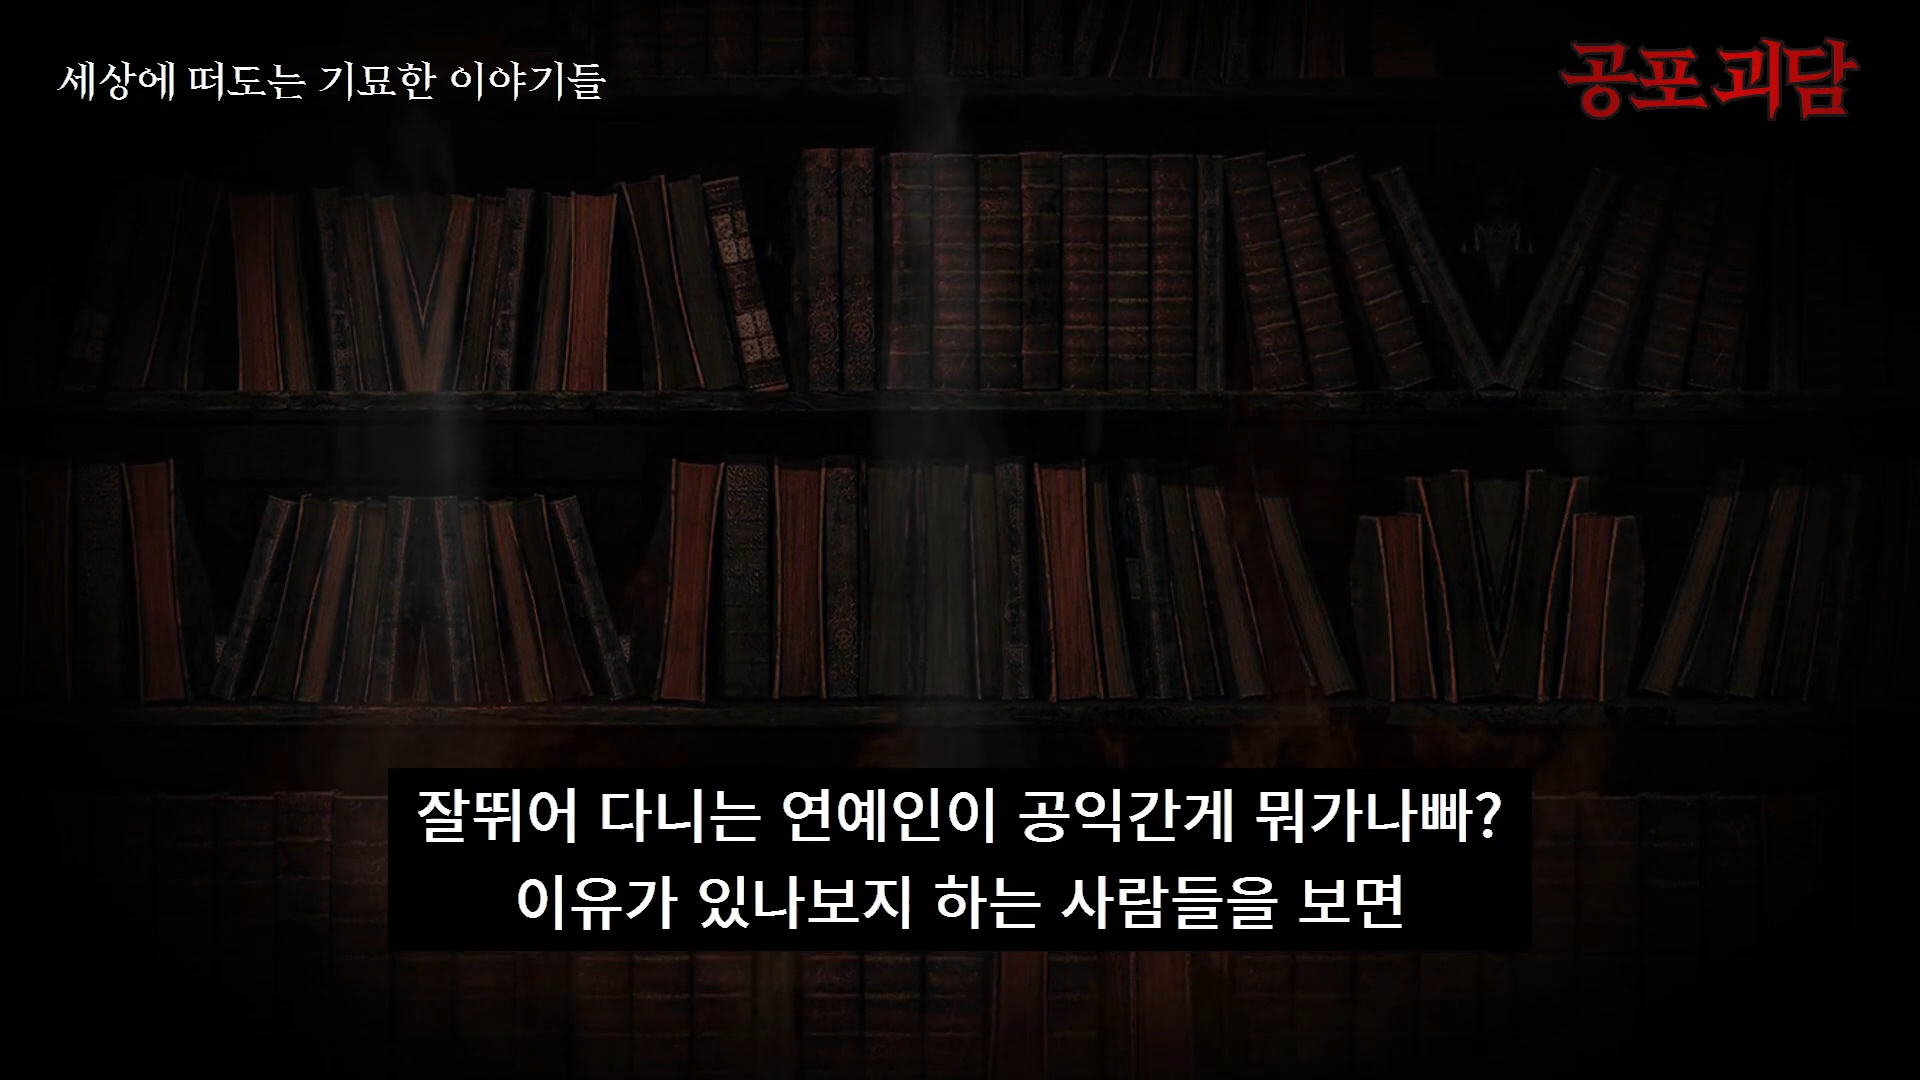 세상에 떠도는 기묘한 이야기들
공포 괴담
잘뛰어 다니는 연예인이 공익간게 뭐가나빠?
이유가 있나보지 하는 사람들을 보면